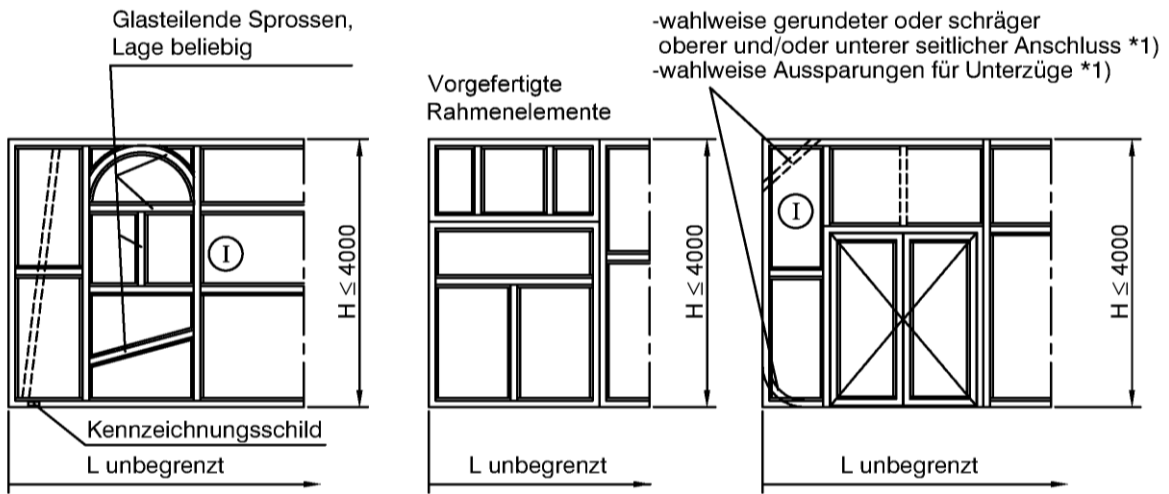 Glasteilende Sprossen,
Lage beliebig
Vorgefertigte
Rahmenelemente
-wahlweise gerundeter oder schräger
oberer und/oder unterer seitlicher Anschluss *1)
-wahlweise Aussparungen für Unterzüge *1)
I
H ≤ 4000
H ≤ 4000
I
H ≤ 4000
Kennzeichnungsschild
L unbegrenzt
L unbegrenzt
L unbegrenzt